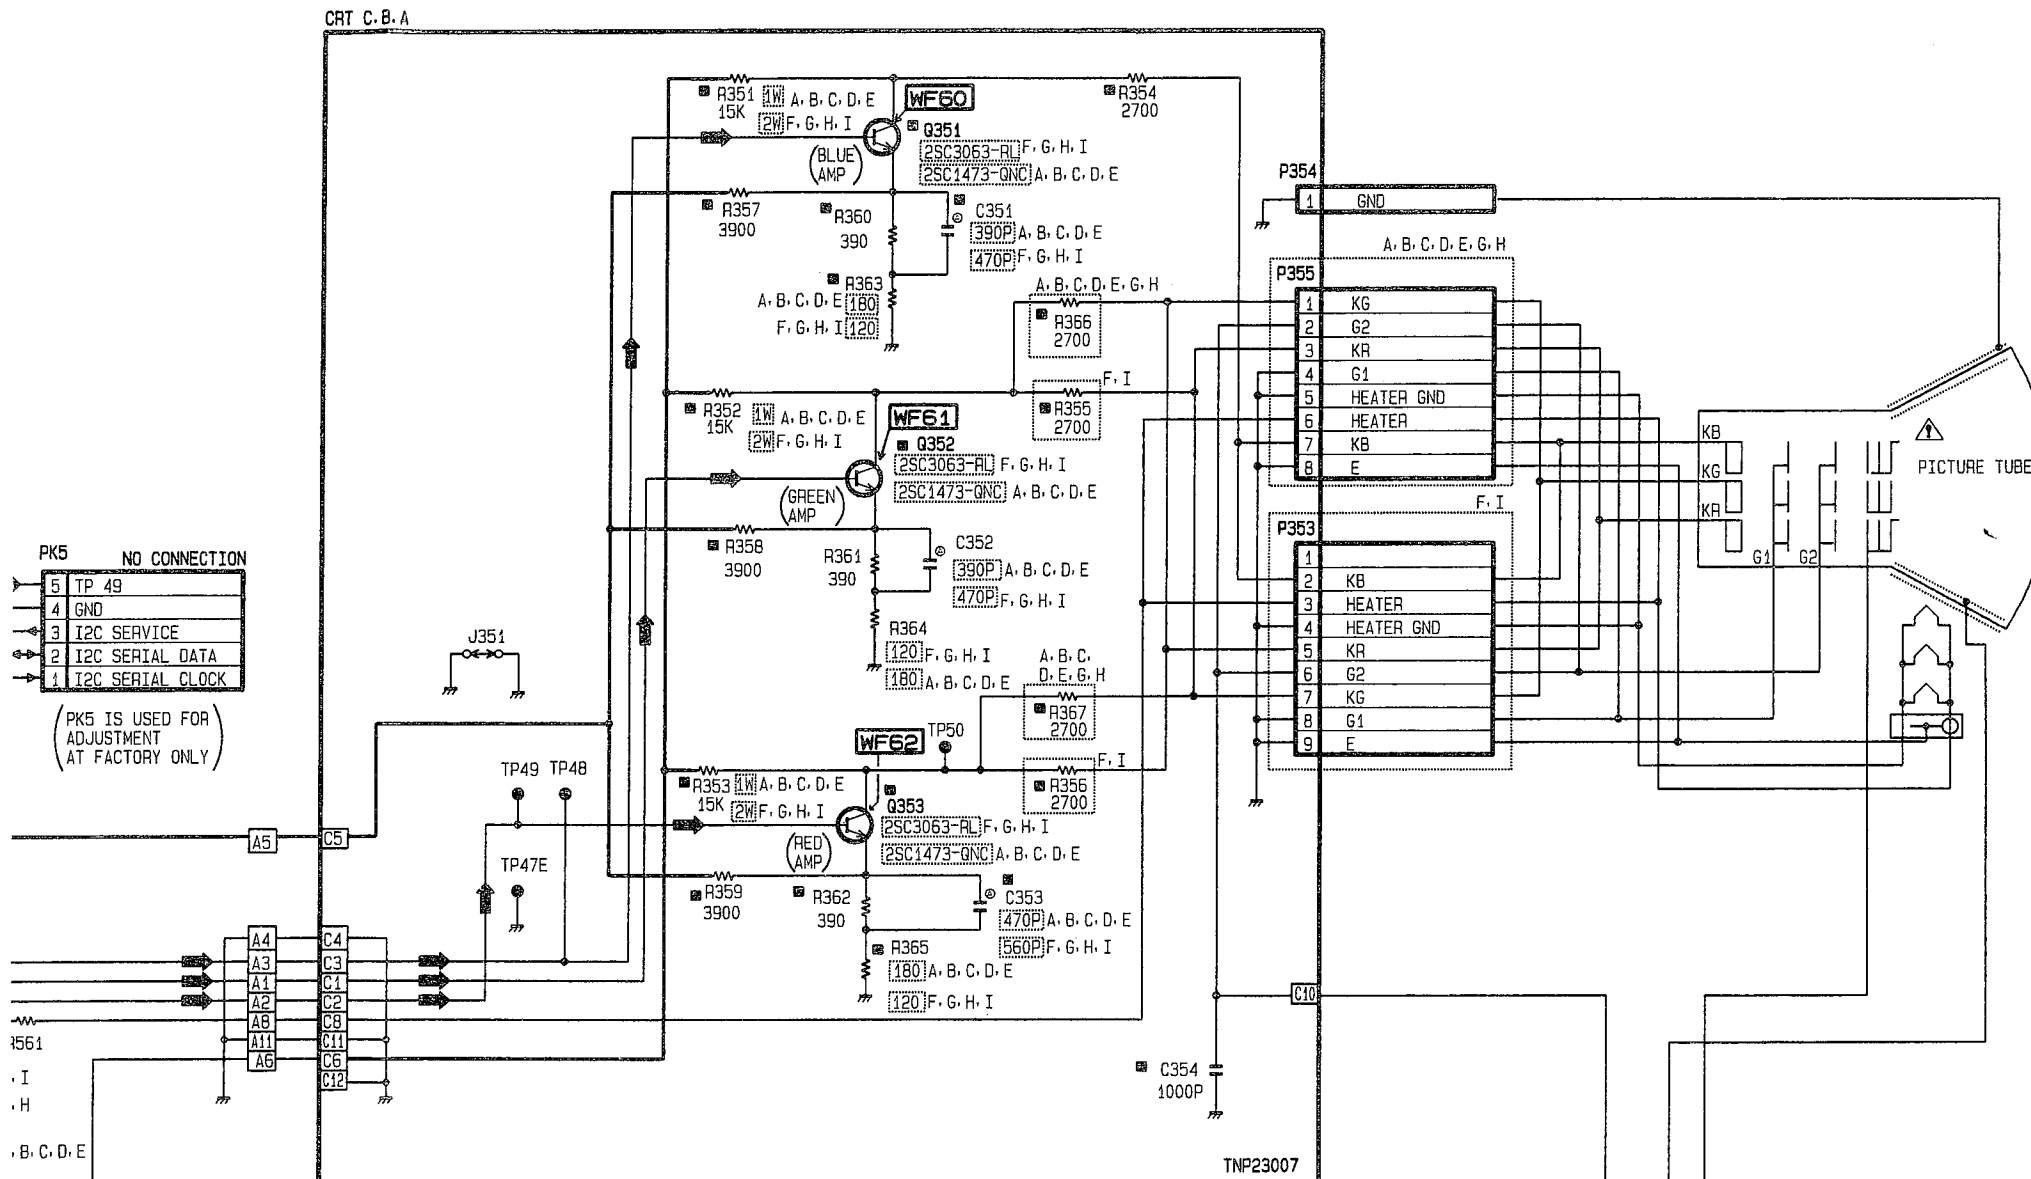 CRT C.B.A
R351
15K
1W A, B, C, D, E
2W F, G, H, I
WF60
R354
2700
Q351
2SC3063-RL F, G, H, I
2SC1473-QNC A, B, C, D, E
(BLUE
AMP)
R357
3900
R360
390
C351
390P A, B, C, D, E
470P F, G, H, I
R363
A, B, C, D, E 180
F, G, H, I 120
P354
1 GND
A, B, C, D, E, G, H
P355
1 KG
2 G2
3 KR
4 G1
5 HEATER GND
6 HEATER
7 KB
8 E
A, B, C, D, E, G, H
R366
2700
F, I
R355
2700
R352
15K
1W A, B, C, D, E
2W F, G, H, I
WF61
Q352
2SC3063-RL F, G, H, I
2SC1473-QNC A, B, C, D, E
(GREEN
AMP)
R358
3900
R361
390
C352
390P A, B, C, D, E
470P F, G, H, I
R364
120 F, G, H, I
180 A, B, C, D, E
KB
KG
KR
G1
G2
PICTURE TUBE
F, I
P353
1
2 KB
3 HEATER
4 HEATER GND
5 KR
6 G2
7 KG
8 G1
9 E
PK5
NO CONNECTION
5 TP 49
4 GND
3 I2C SERVICE
2 I2C SERIAL DATA
1 I2C SERIAL CLOCK
(PK5 IS USED FOR
ADJUSTMENT
AT FACTORY ONLY)
J351
A, B, C,
D, E, G, H
R367
2700
TP50
WF62
F, I
R356
2700
R353
15K
1W A, B, C, D, E
2W F, G, H, I
TP49
TP48
Q353
2SC3063-RL F, G, H, I
2SC1473-QNC A, B, C, D, E
(RED
AMP)
TP47E
R359
3900
R362
390
C353
470P A, B, C, D, E
560P F, G, H, I
R365
180 A, B, C, D, E
120 F, G, H, I
A5
C5
A4
C4
A3
C3
A1
C1
A2
C2
A8
C8
A11
C11
A6
C6
C12
C10
C354
1000P
R561
, I
, H
, B, C, D, E
TNP23007